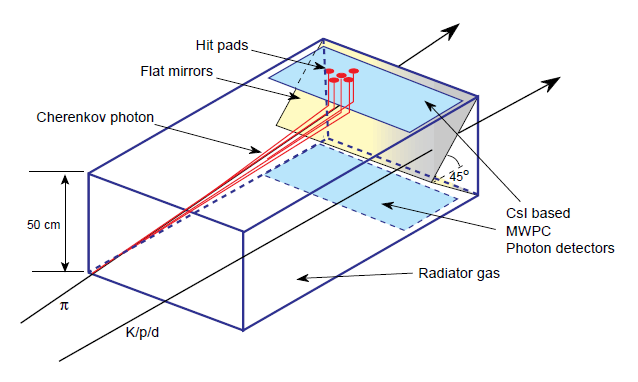 Hit pads
Flat mirrors
Cherenkov photon
50 cm
45°
CsI based
MWPC
Photon detectors
Radiator gas
π
K/p/d